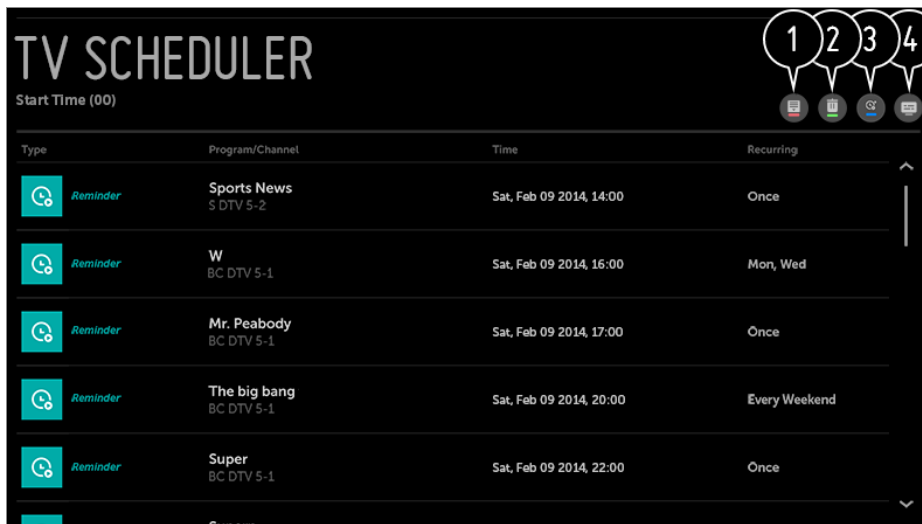 1 2 3 4
TV SCHEDULER
Start Time (00)
Type Program/Channel Time Recurring
Reminder Sports News Sat, Feb 09 2014, 14:00 Once
S DTV 5-2
Reminder W Sat, Feb 09 2014, 16:00 Mon, Wed
BC DTV 5-1
Reminder Mr. Peabody Sat, Feb 09 2014, 17:00 Once
BC DTV 5-1
Reminder The big bang Sat, Feb 09 2014, 20:00 Every Weekend
BC DTV 5-1
Reminder Super Sat, Feb 09 2014, 22:00 Once
BC DTV 5-1